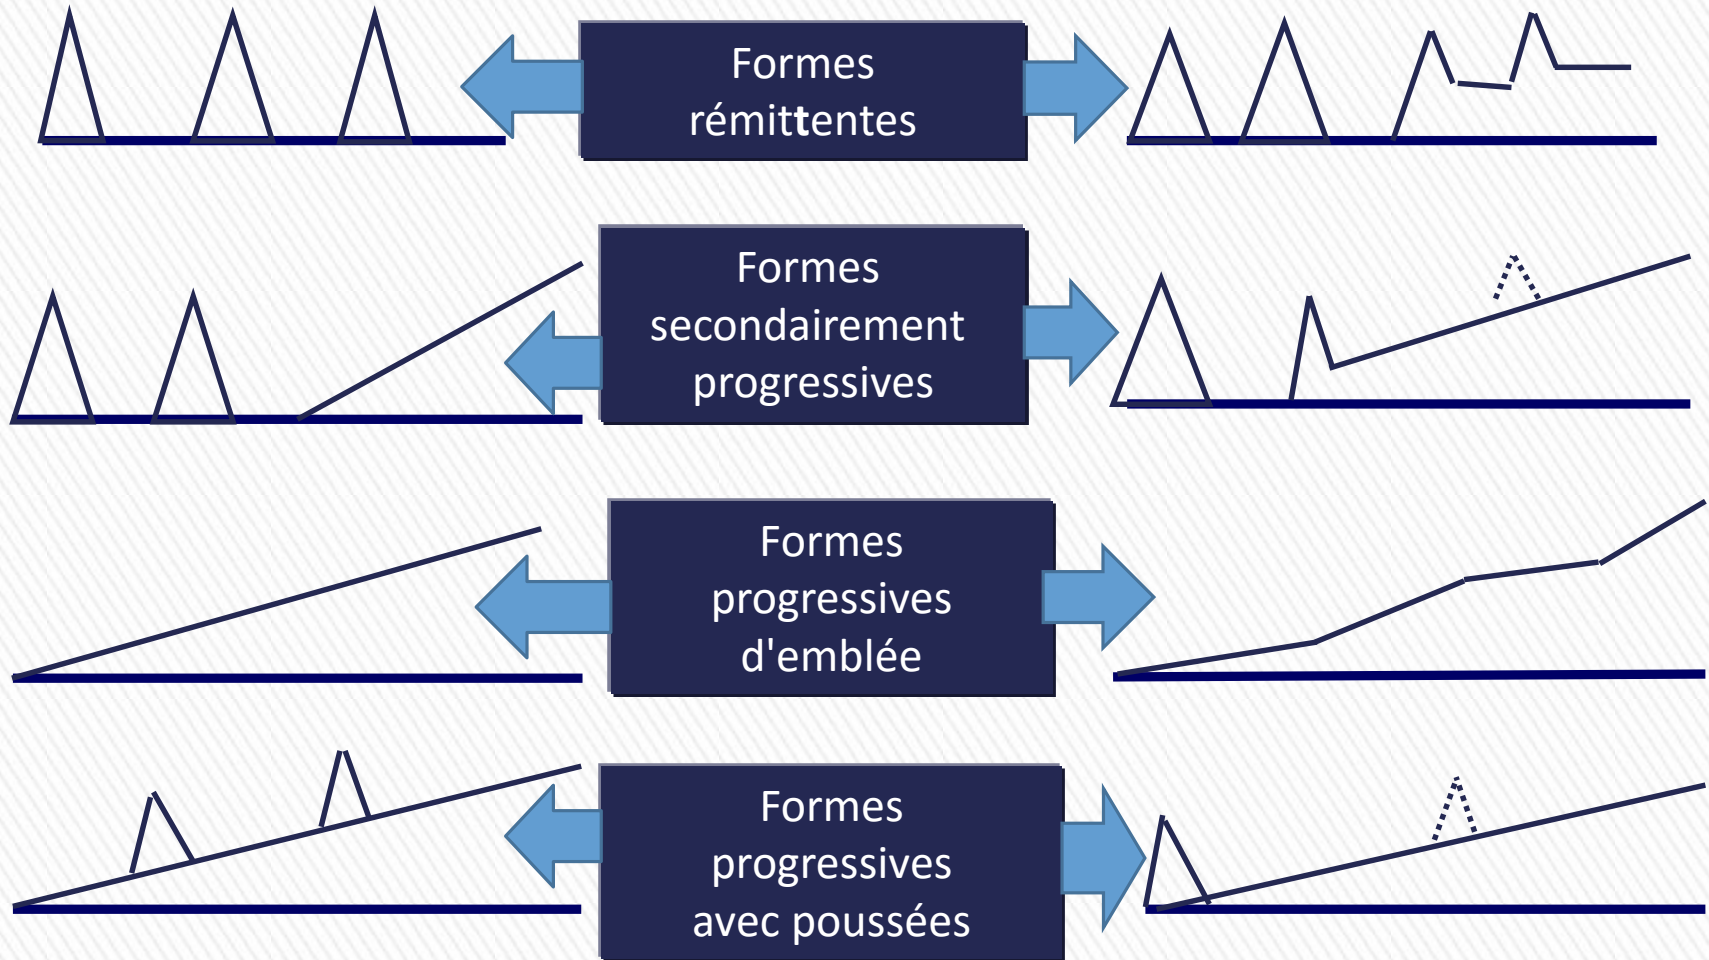 Formes
rémittentes
Formes
secondairement
progressives
Formes
progressives
d'emblée
Formes
progressives
avec poussées